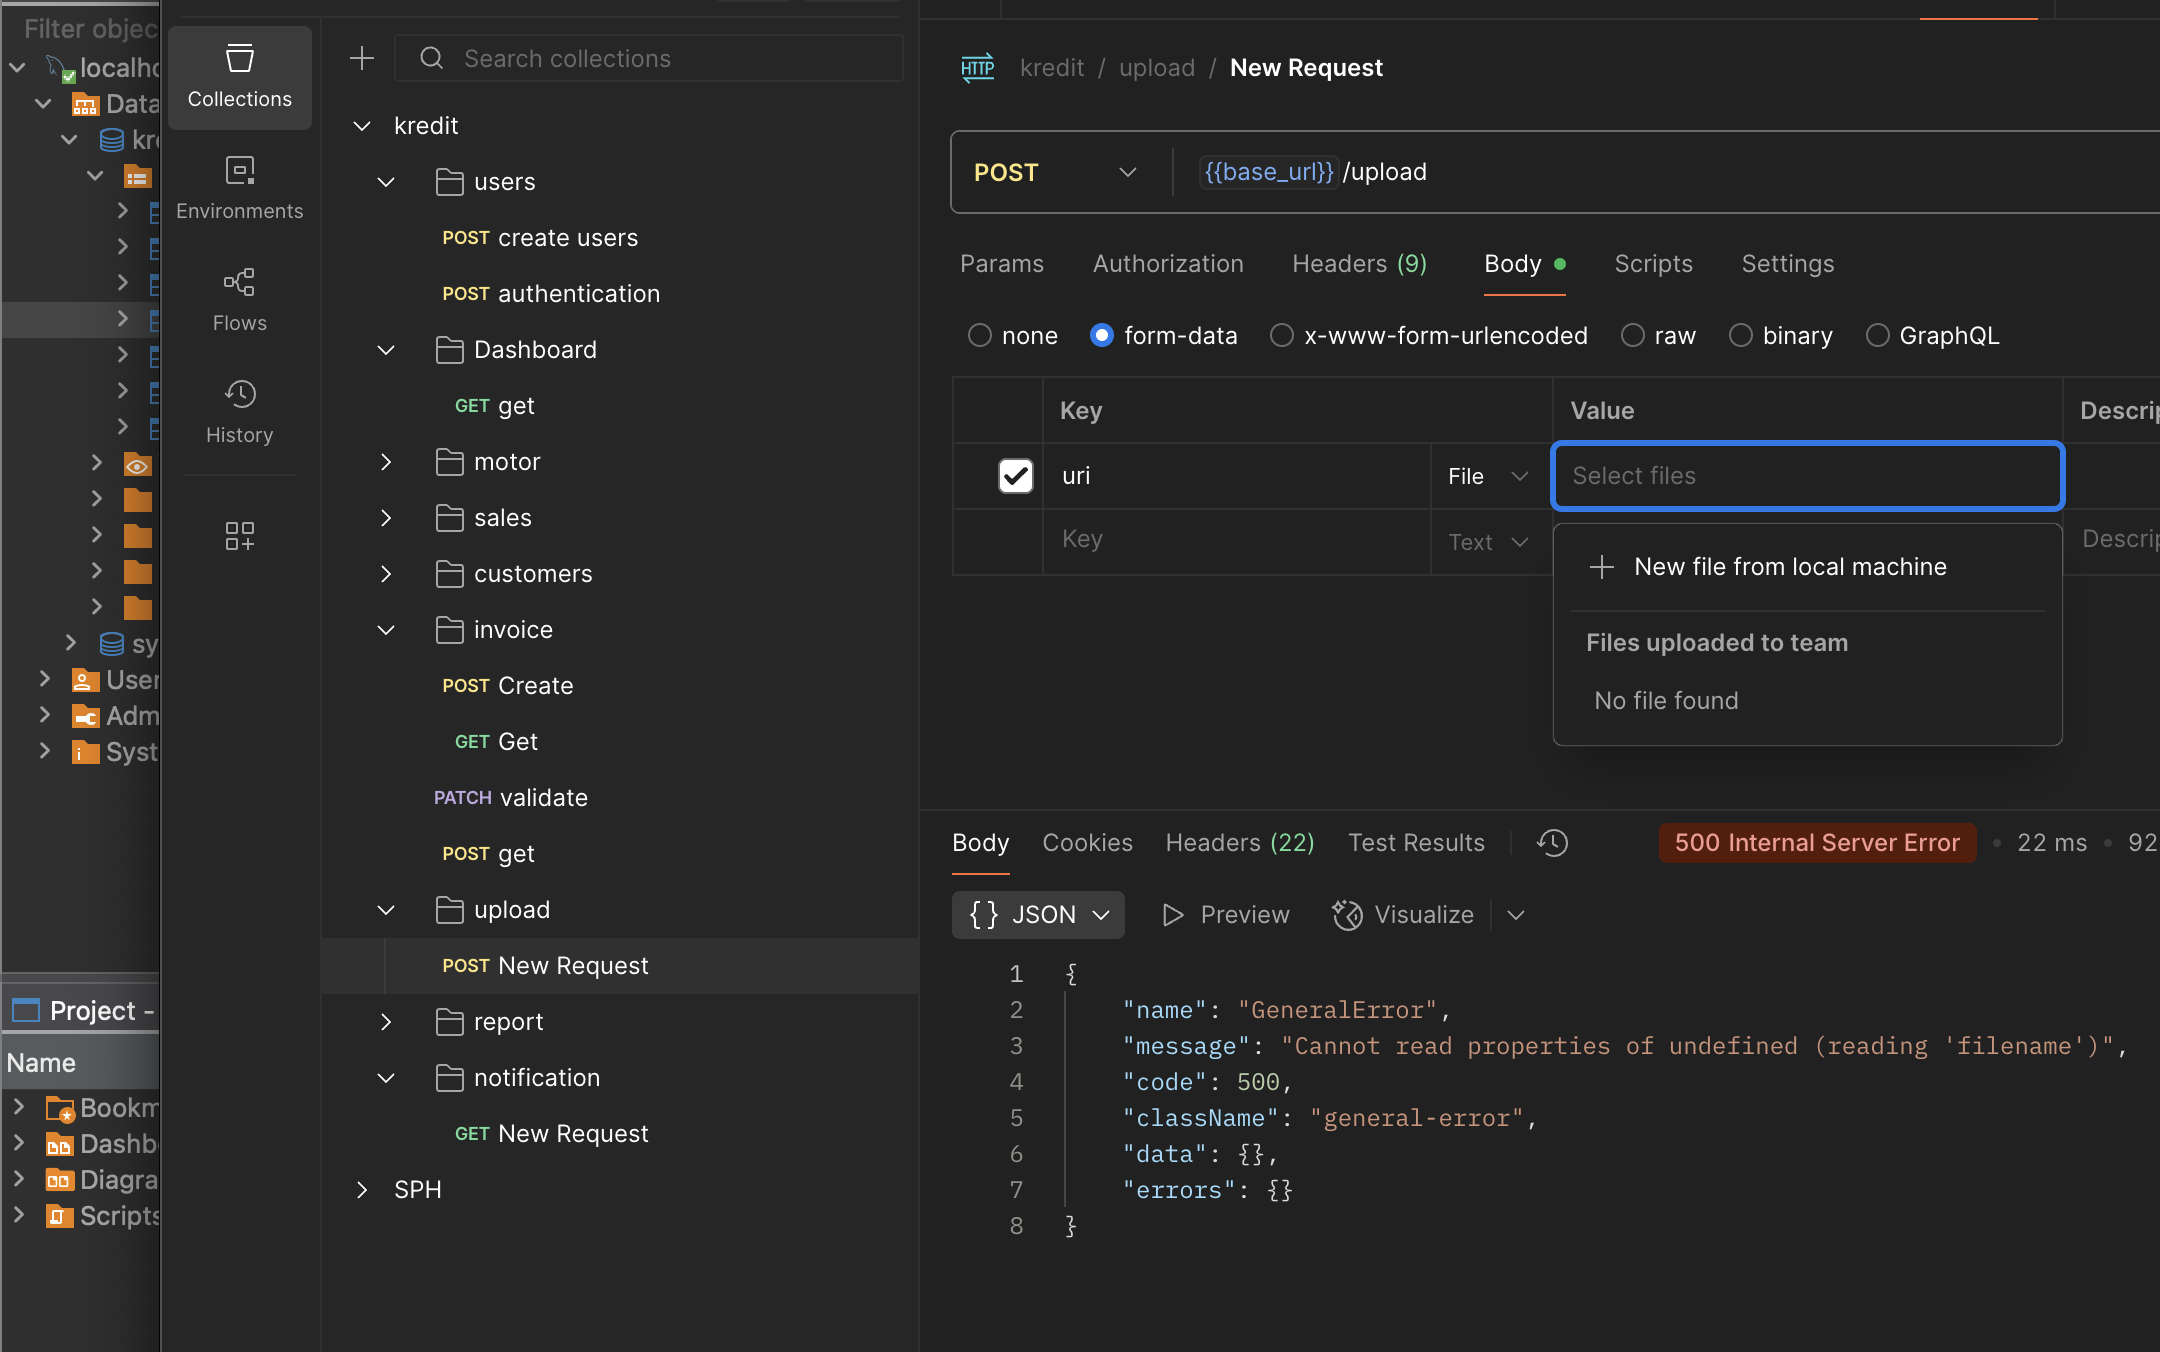 Filter objec
localho
Data
kre
sy
User
Adm
Syst
Project -
Name
Bookm
Dashb
Diagra
Scripts
Collections
Environments
Flows
History
Search collections
kredit
users
POST create users
POST authentication
Dashboard
GET get
motor
sales
customers
invoice
POST Create
GET Get
PATCH validate
POST get
upload
POST New Request
report
notification
GET New Request
SPH
HTTP kredit / upload / New Request
POST {{base_url}} /upload
Params Authorization Headers (9) Body Scripts Settings
none form-data x-www-form-urlencoded raw binary GraphQL
Key Value Descrip
uri File Select files
Key Text Descrip
New file from local machine
Files uploaded to team
No file found
Body Cookies Headers (22) Test Results 500 Internal Server Error • 22 ms • 92
{} JSON Preview Visualize
1 {
2 "name": "GeneralError",
3 "message": "Cannot read properties of undefined (reading 'filename')",
4 "code": 500,
5 "className": "general-error",
6 "data": {},
7 "errors": {}
8 }